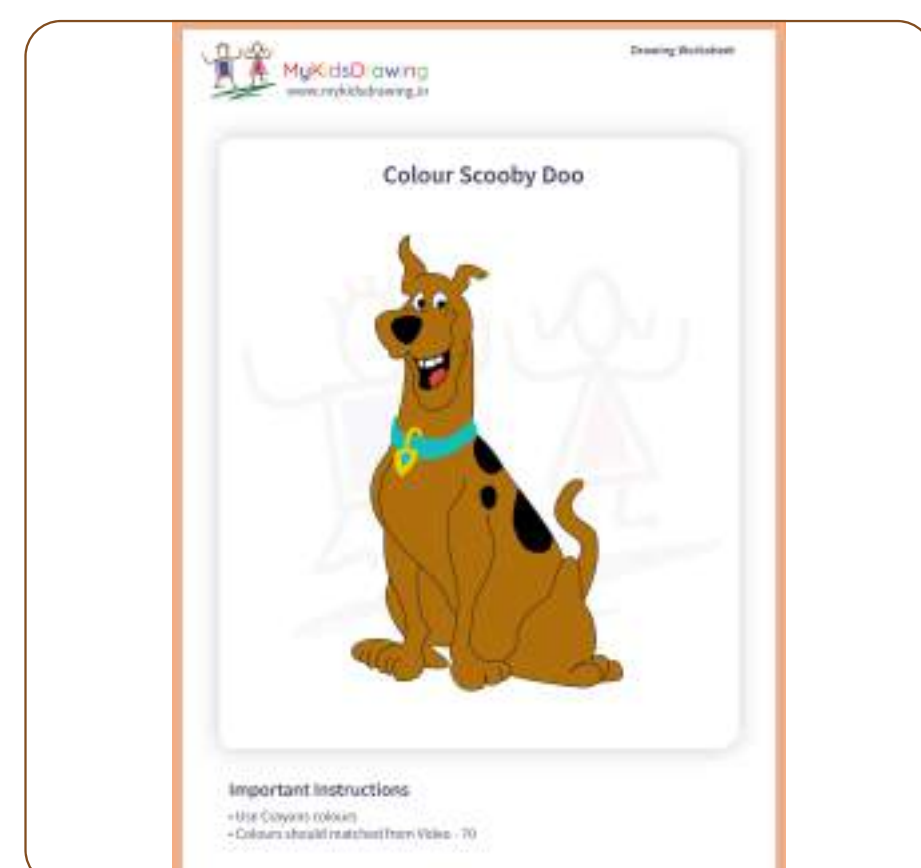 Drawing Worksheet
MyKidsDrawing
www.mykidsdrawing.in
Colour Scooby Doo
Important Instructions
• Use Crayons colours
• Colours should matched from Video - 70